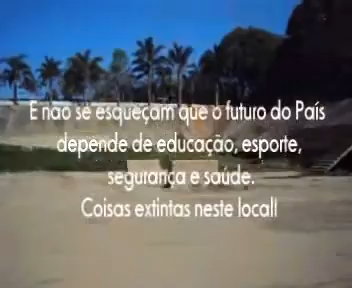 E não se esqueçam que o futuro do País
depende de educação, esporte,
segurança e saúde.
Coisas extintas neste local!